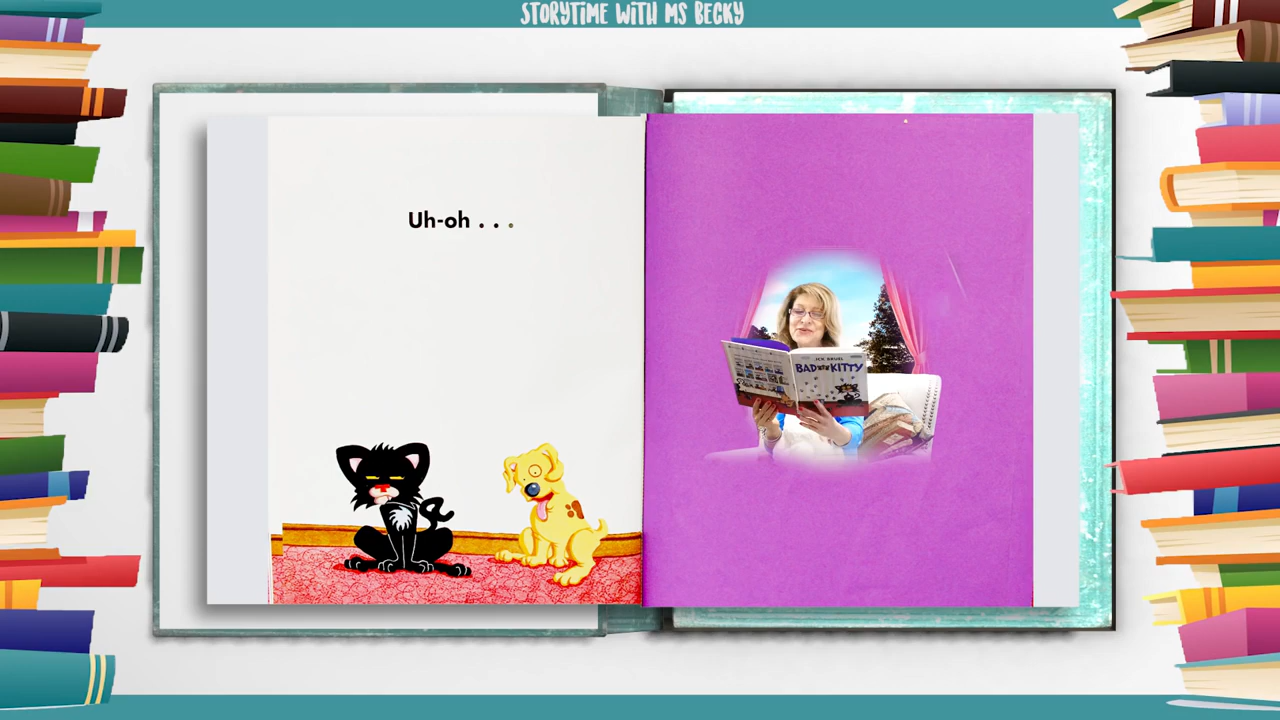 STORYTIME WITH MS BECKY
Uh-oh . . .
BAD KITTY